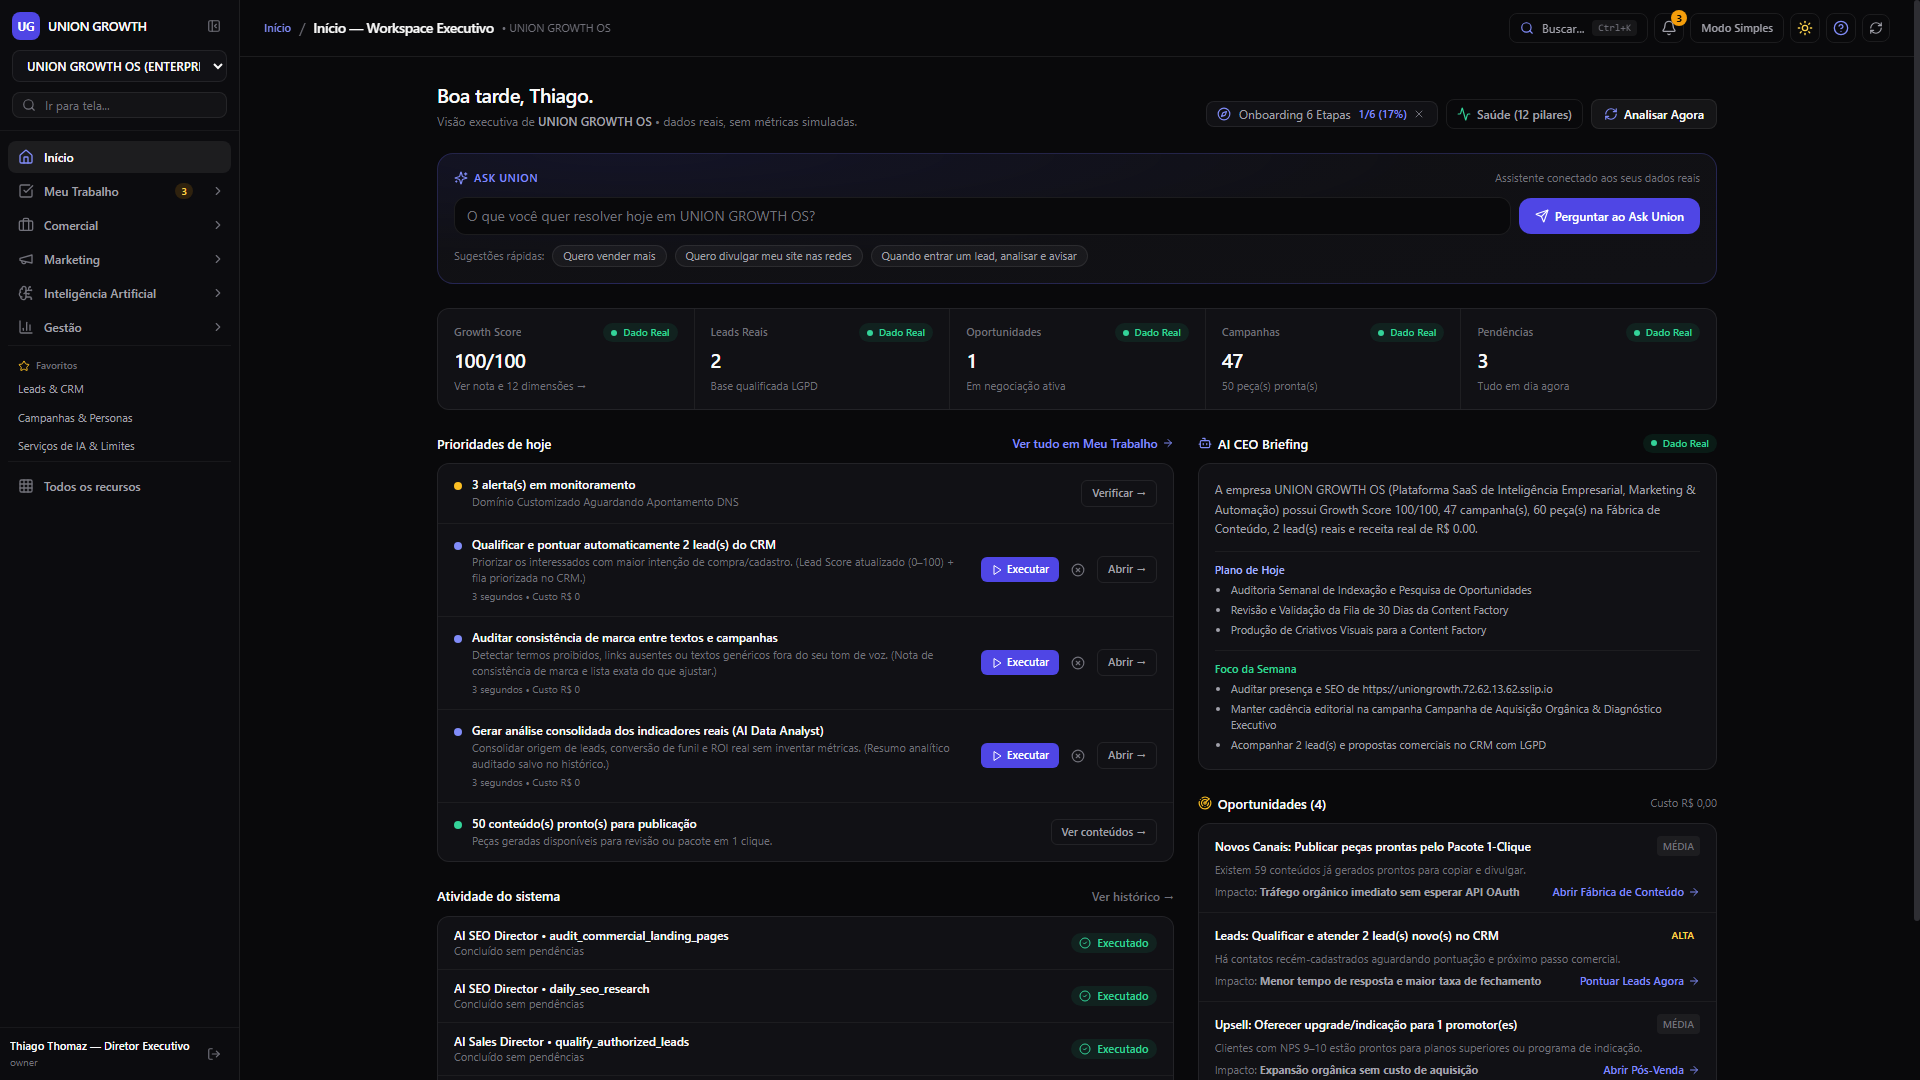 UG UNION GROWTH
UNION GROWTH OS (ENTERPRI
Ir para tela...
Início
Meu Trabalho 3
Comercial
Marketing
Inteligência Artificial
Gestão
Favoritos
Leads & CRM
Campanhas & Personas
Serviços de IA & Limites
Todos os recursos
Thiago Thomaz — Diretor Executivo
owner
Início / Início — Workspace Executivo • UNION GROWTH OS
Buscar... Ctrl+K
3
Modo Simples
Boa tarde, Thiago.
Visão executiva de UNION GROWTH OS • dados reais, sem métricas simuladas.
Onboarding 6 Etapas 1/6 (17%) ×
Saúde (12 pilares)
Analisar Agora
ASK UNION
Assistente conectado aos seus dados reais
O que você quer resolver hoje em UNION GROWTH OS?
Perguntar ao Ask Union
Sugestões rápidas: Quero vender mais Quero divulgar meu site nas redes Quando entrar um lead, analisar e avisar
Growth Score Dado Real
100/100
Ver nota e 12 dimensões →
Leads Reais Dado Real
2
Base qualificada LGPD
Oportunidades Dado Real
1
Em negociação ativa
Campanhas Dado Real
47
50 peça(s) pronta(s)
Pendências Dado Real
3
Tudo em dia agora
Prioridades de hoje
Ver tudo em Meu Trabalho →
3 alerta(s) em monitoramento
Domínio Customizado Aguardando Apontamento DNS
Verificar →
Qualificar e pontuar automaticamente 2 lead(s) do CRM
Priorizar os interessados com maior intenção de compra/cadastro. (Lead Score atualizado (0–100) +
fila priorizada no CRM.)
3 segundos • Custo R$ 0
Executar
Abrir →
Auditar consistência de marca entre textos e campanhas
Detectar termos proibidos, links ausentes ou textos genéricos fora do seu tom de voz. (Nota de
consistência de marca e lista exata do que ajustar.)
3 segundos • Custo R$ 0
Executar
Abrir →
Gerar análise consolidada dos indicadores reais (AI Data Analyst)
Consolidar origem de leads, conversão de funil e ROI real sem inventar métricas. (Resumo analítico
auditado salvo no histórico.)
3 segundos • Custo R$ 0
Executar
Abrir →
50 conteúdo(s) pronto(s) para publicação
Peças geradas disponíveis para revisão ou pacote em 1 clique.
Ver conteúdos →
Atividade do sistema
Ver histórico →
AI SEO Director • audit_commercial_landing_pages
Concluído sem pendências
Executado
AI SEO Director • daily_seo_research
Concluído sem pendências
Executado
AI Sales Director • qualify_authorized_leads
Concluído sem pendências
Executado
AI CEO Briefing
Dado Real
A empresa UNION GROWTH OS (Plataforma SaaS de Inteligência Empresarial, Marketing &
Automação) possui Growth Score 100/100, 47 campanha(s), 60 peça(s) na Fábrica de
Conteúdo, 2 lead(s) reais e receita real de R$ 0.00.
Plano de Hoje
• Auditoria Semanal de Indexação e Pesquisa de Oportunidades
• Revisão e Validação da Fila de 30 Dias da Content Factory
• Produção de Criativos Visuais para a Content Factory
Foco da Semana
• Auditar presença e SEO de https://uniongrowth.72.62.13.62.sslip.io
• Manter cadência editorial na campanha Campanha de Aquisição Orgânica & Diagnóstico
Executivo
• Acompanhar 2 lead(s) e propostas comerciais no CRM com LGPD
Oportunidades (4)
Custo R$ 0,00
Novos Canais: Publicar peças prontas pelo Pacote 1-Clique
MÉDIA
Existem 59 conteúdos já gerados prontos para copiar e divulgar.
Impacto: Tráfego orgânico imediato sem esperar API OAuth
Abrir Fábrica de Conteúdo →
Leads: Qualificar e atender 2 lead(s) novo(s) no CRM
ALTA
Há contatos recém-cadastrados aguardando pontuação e próximo passo comercial.
Impacto: Menor tempo de resposta e maior taxa de fechamento
Pontuar Leads Agora →
Upsell: Oferecer upgrade/indicação para 1 promotor(es)
MÉDIA
Clientes com NPS 9–10 estão prontos para planos superiores ou programa de indicação.
Impacto: Expansão orgânica sem custo de aquisição
Abrir Pós-Venda →